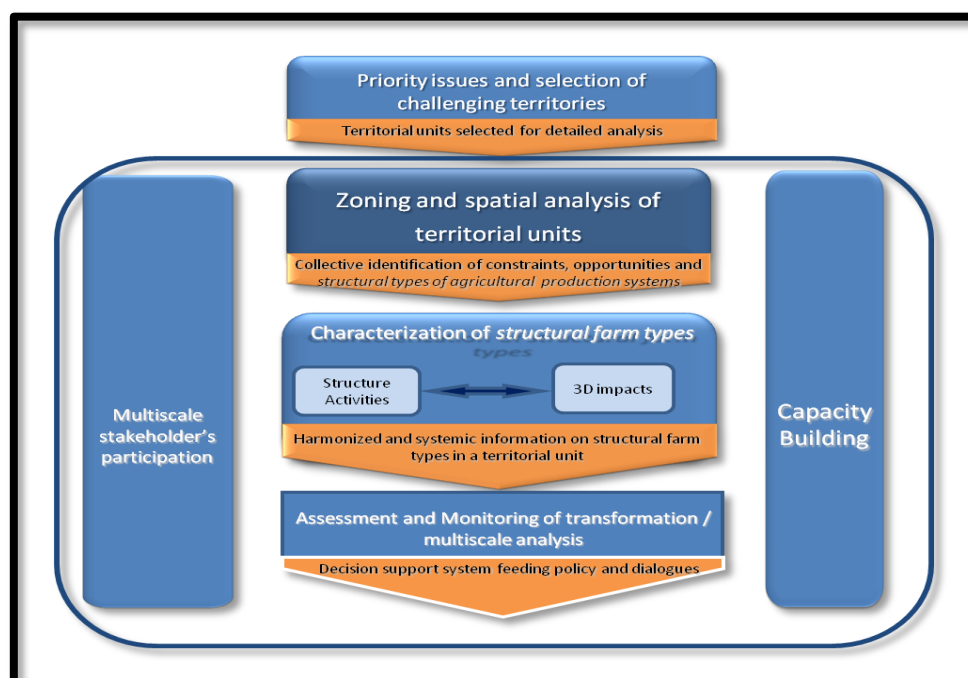 Priority issues and selection of
challenging territories
Territorial units selected for detailed analysis
Zoning and spatial analysis of
territorial units
Collective identification of constraints, opportunities and
structural types of agricultural production systems
Characterization of structural farm types
types
Structure
Activities
3D impacts
Harmonized and systemic information on structural farm
types in a territorial unit
Assessment and Monitoring of transformation /
multiscale analysis
Decision support system feeding policy and dialogues
Multiscale
stakeholder's
participation
Capacity
Building